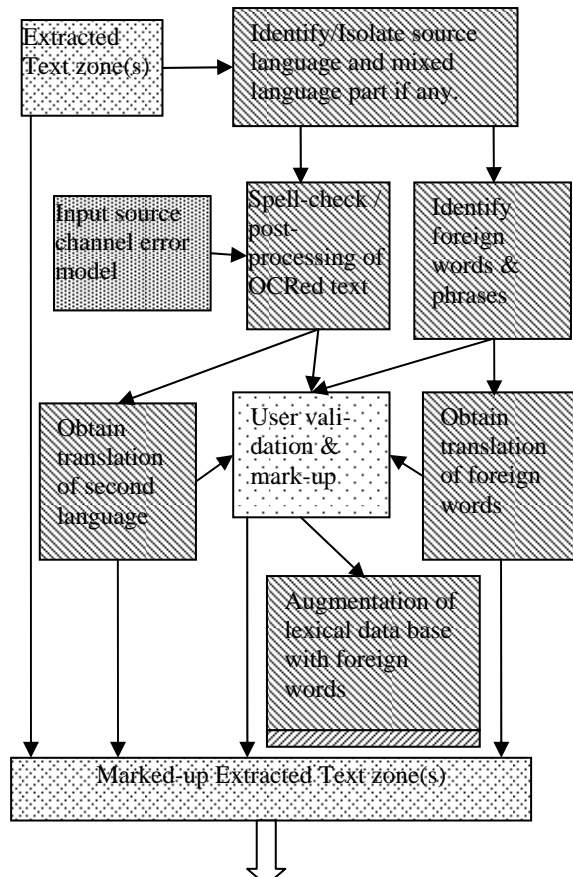 Extracted
Text zone(s)
Identify/Isolate source
language and mixed
language part if any.
Input source
channel error
model
Spell-check /
post-
processing of
OCRed text
Identify
foreign
words &
phrases
Obtain
translation
of second
language
User vali-
dation &
mark-up
Obtain
translation
of foreign
words
Augmentation of
lexical data base
with foreign
words
Marked-up Extracted Text zone(s)